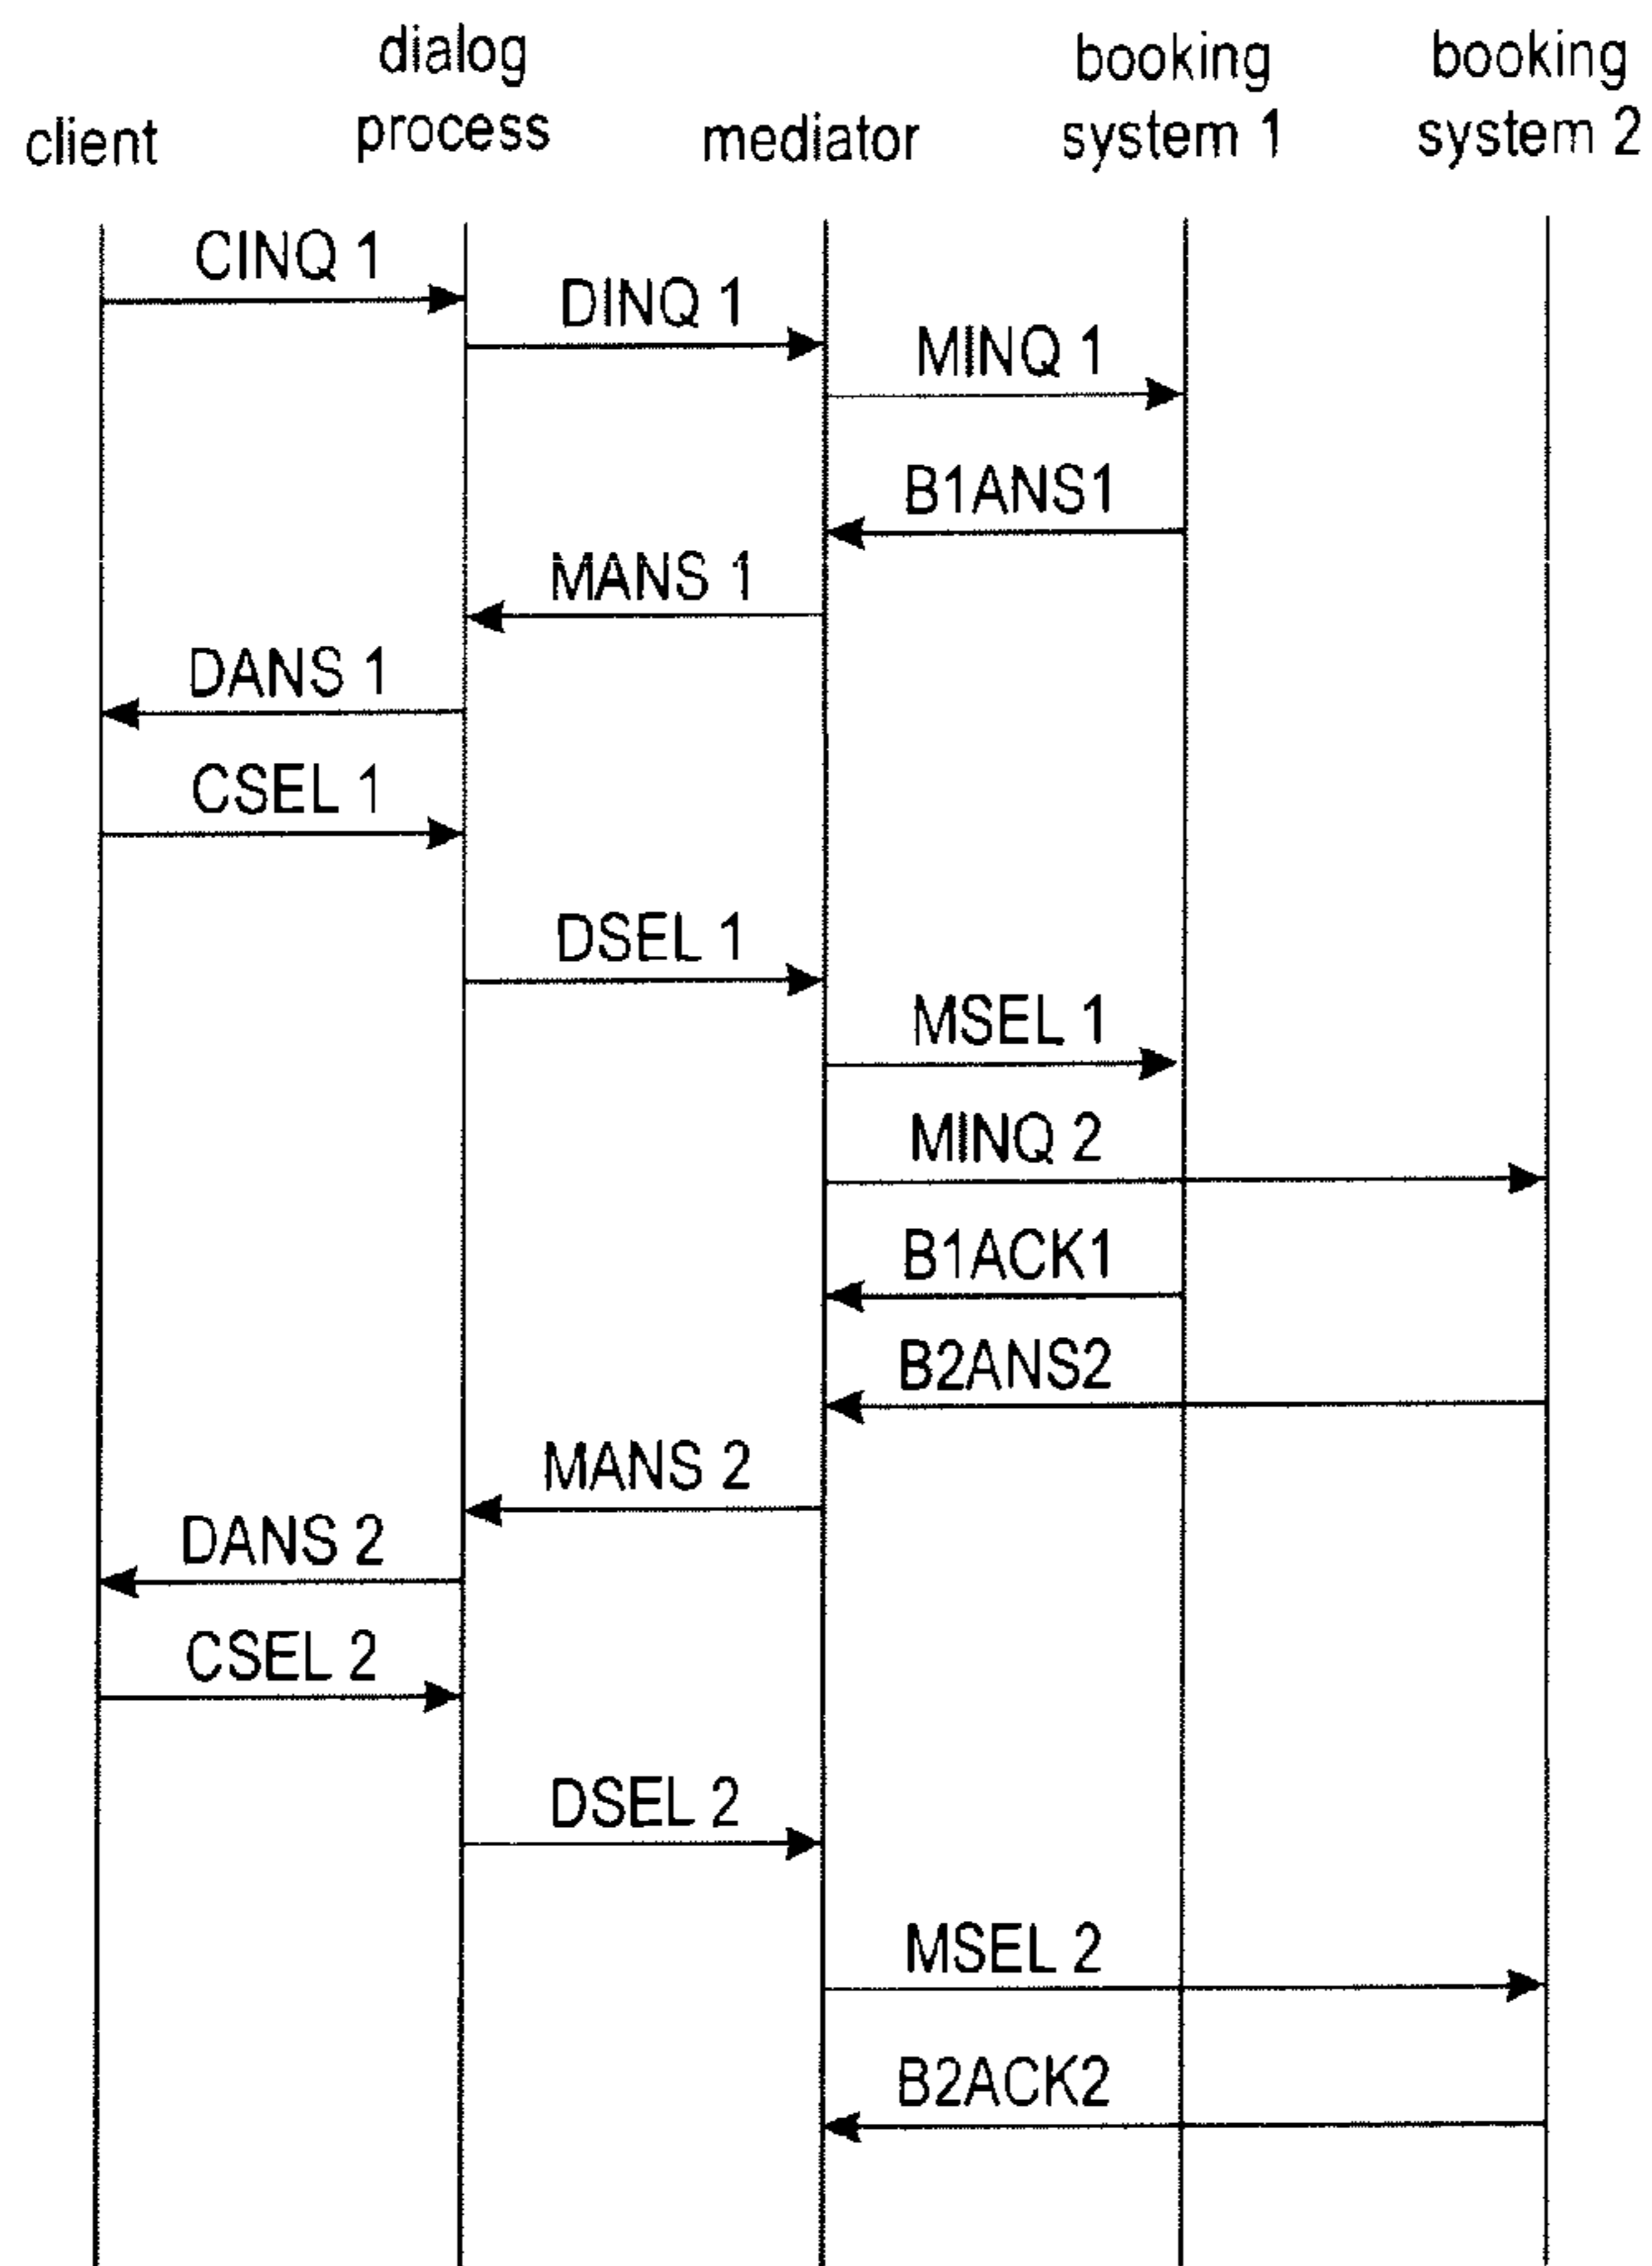 client
dialog
process
mediator
booking
system 1
booking
system 2
CINQ 1
DINQ 1
MINQ 1
B1ANS1
MANS 1
DANS 1
CSEL 1
DSEL 1
MSEL 1
MINQ 2
B1ACK1
B2ANS2
MANS 2
DANS 2
CSEL 2
DSEL 2
MSEL 2
B2ACK2